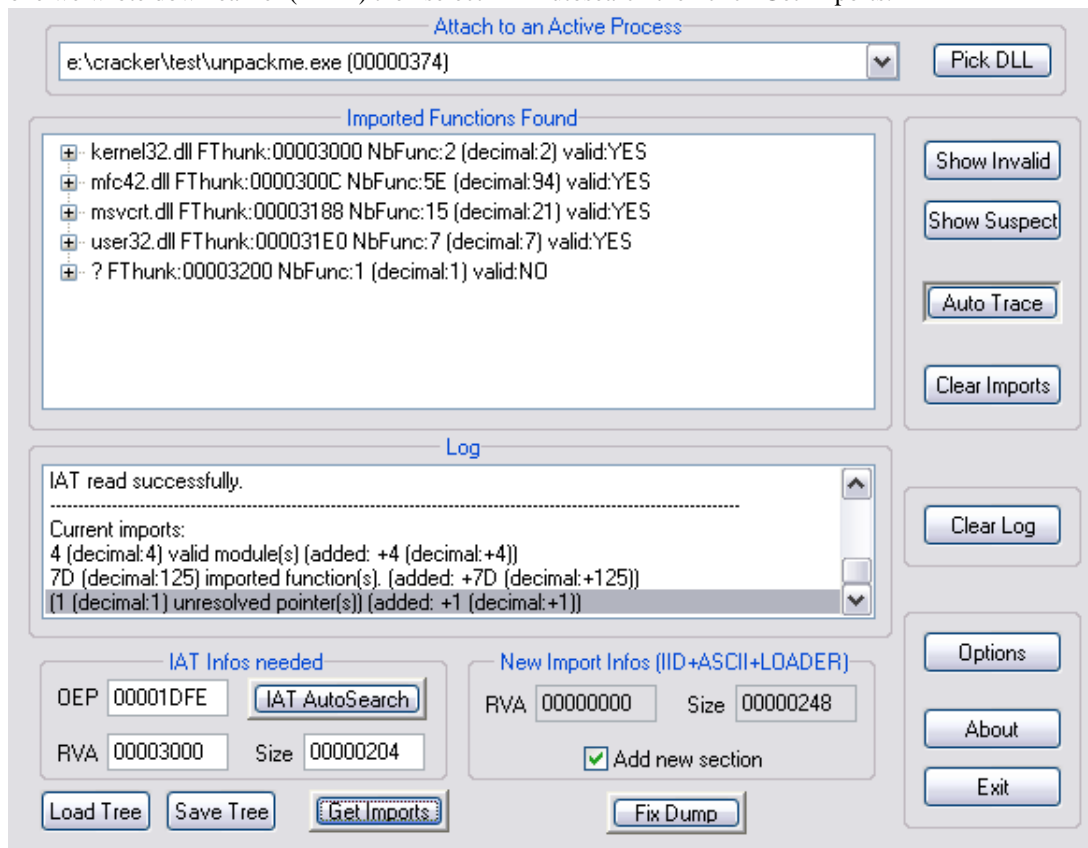 Attach to an Active Process
e:\cracker\test\unpackme.exe (00000374)
Pick DLL
Imported Functions Found
kernel32.dll FThunk:00003000 NbFunc:2 (decimal:2) valid:YES
mfc42.dll FThunk:0000300C NbFunc:5E (decimal:94) valid:YES
msvcrt.dll FThunk:00003188 NbFunc:15 (decimal:21) valid:YES
user32.dll FThunk:000031E0 NbFunc:7 (decimal:7) valid:YES
? FThunk:00003200 NbFunc:1 (decimal:1) valid:NO
Show Invalid
Show Suspect
Auto Trace
Clear Imports
Log
IAT read successfully.
Current imports:
4 (decimal:4) valid module(s) (added: +4 (decimal:+4))
7D (decimal:125) imported function(s). (added: +7D (decimal:+125))
(1 (decimal:1) unresolved pointer(s)) (added: +1 (decimal:+1))
Clear Log
IAT Infos needed
OEP 00001DFE IAT AutoSearch
RVA 00003000 Size 00000204
New Import Infos (IID+ASCII+LOADER)
RVA 00000000 Size 00000248
Add new section
Options
About
Exit
Load Tree Save Tree Get Imports Fix Dump